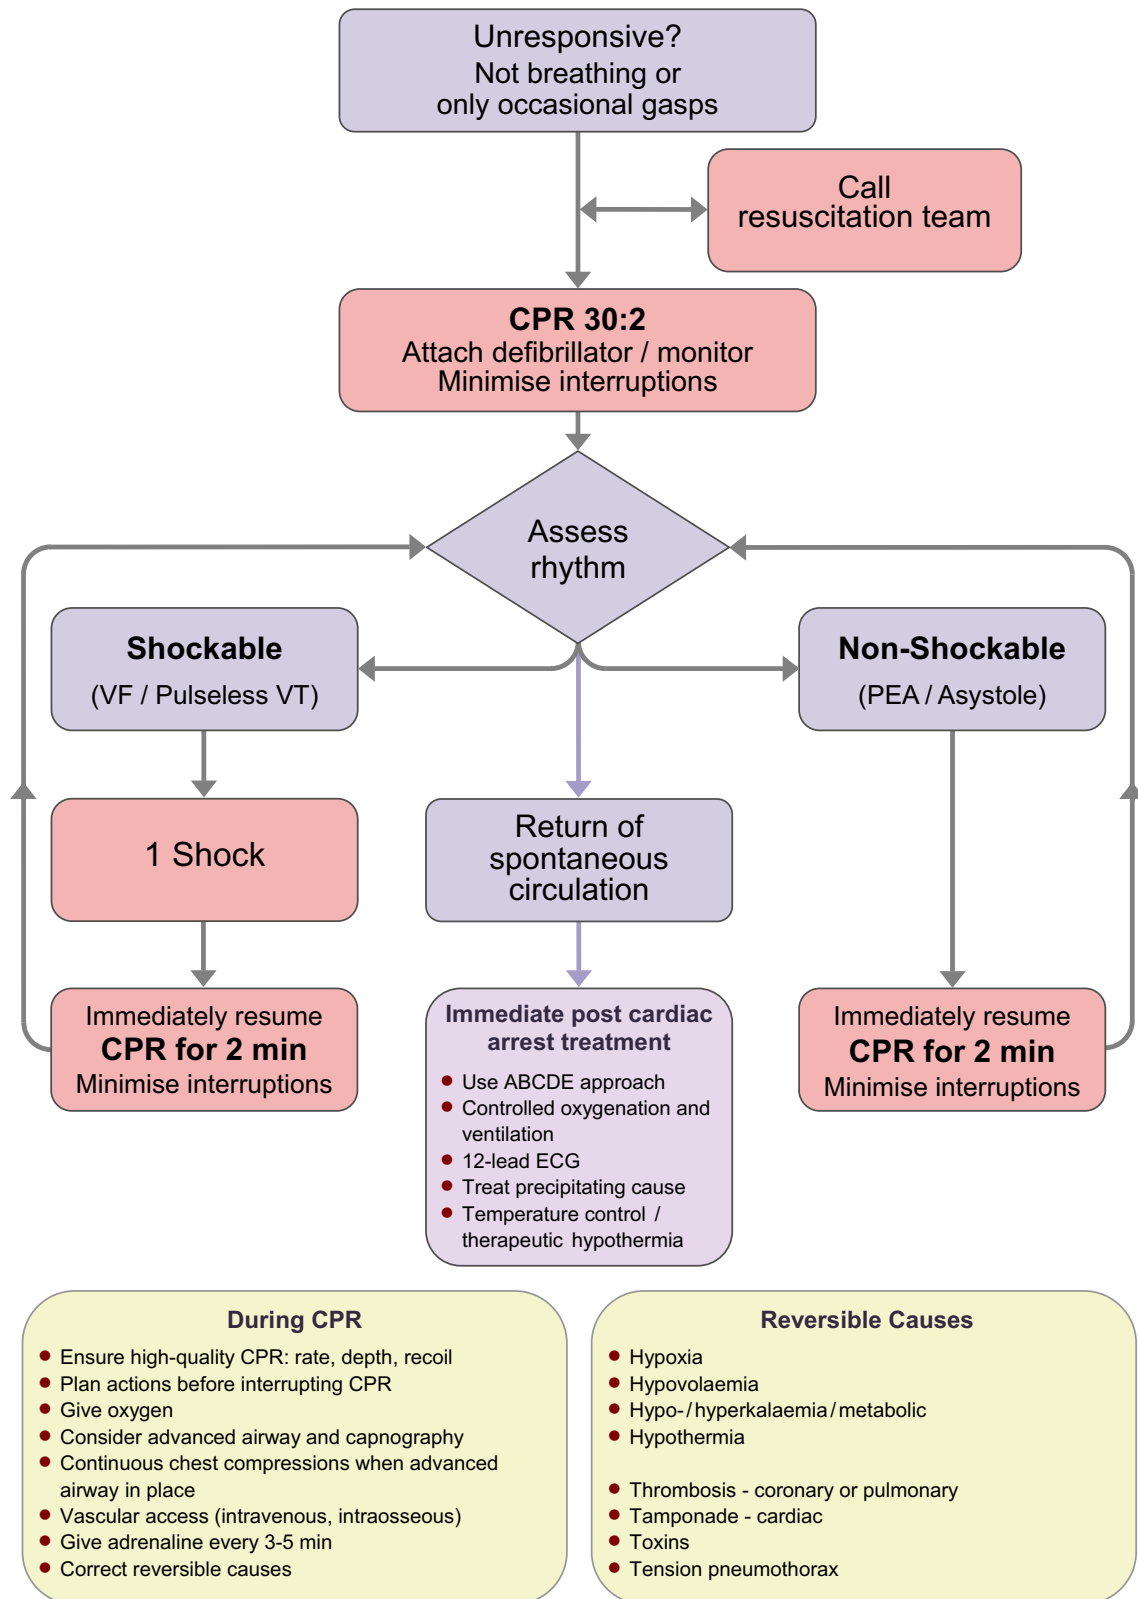 Unresponsive?
Not breathing or
only occasional gasps
Call
resuscitation team
CPR 30:2
Attach defibrillator / monitor
Minimise interruptions
Assess
rhythm
Shockable
(VF / Pulseless VT)
Non-Shockable
(PEA / Asystole)
1 Shock
Return of
spontaneous
circulation
Immediately resume
CPR for 2 min
Minimise interruptions
Immediate post cardiac
arrest treatment
Use ABCDE approach
Controlled oxygenation and
ventilation
12-lead ECG
Treat precipitating cause
Temperature control /
therapeutic hypothermia
Immediately resume
CPR for 2 min
Minimise interruptions
During CPR
Ensure high-quality CPR: rate, depth, recoil
Plan actions before interrupting CPR
Give oxygen
Consider advanced airway and capnography
Continuous chest compressions when advanced
airway in place
Vascular access (intravenous, intraosseous)
Give adrenaline every 3-5 min
Correct reversible causes
Reversible Causes
Hypoxia
Hypovolaemia
Hypo-/hyperkalaemia/metabolic
Hypothermia
Thrombosis - coronary or pulmonary
Tamponade - cardiac
Toxins
Tension pneumothorax